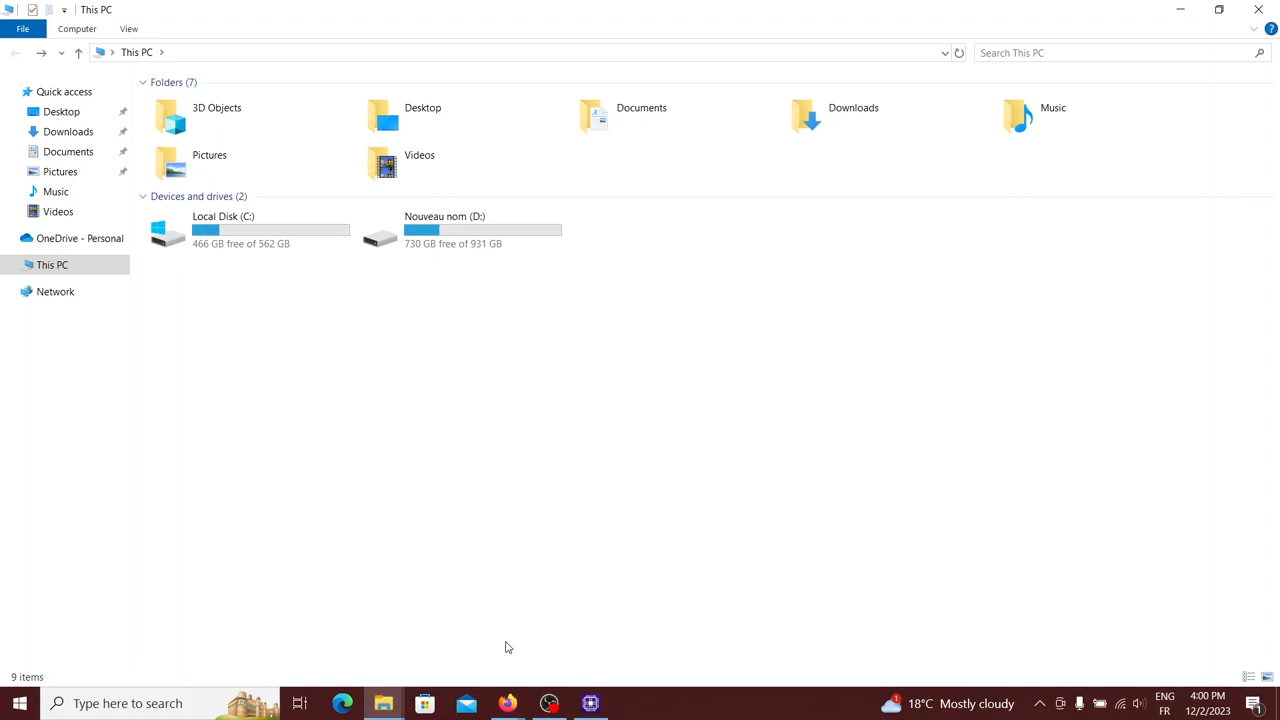 This PC
File
Computer
View
This PC
Search This PC
Quick access
Desktop
Downloads
Documents
Pictures
Music
Videos
OneDrive - Personal
This PC
Network
Folders (7)
3D Objects
Desktop
Documents
Downloads
Music
Pictures
Videos
Devices and drives (2)
Local Disk (C:)
466 GB free of 562 GB
Nouveau nom (D:)
730 GB free of 931 GB
9 items
Type here to search
1
18°C Mostly cloudy
ENG
FR
4:00 PM
12/2/2023
1